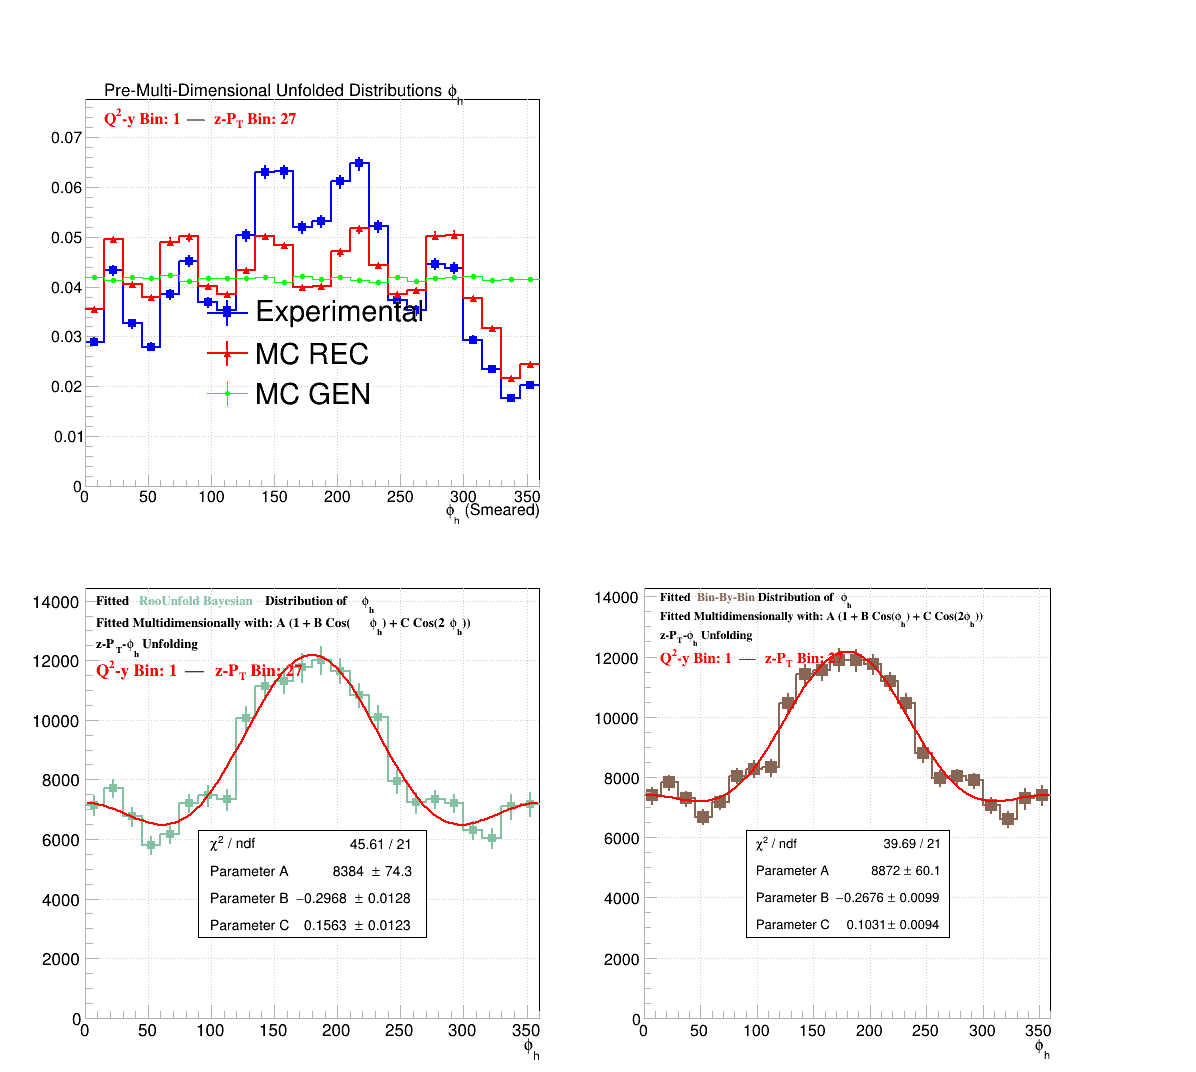 Pre-Multi-Dimensional Unfolded Distributions ϕh
Q²-y Bin: 1 — z-PT Bin: 27
0.07
0.06
0.05
0.04
0.03
0.02
0.01
0
Experimental
MC REC
MC GEN
0 50 100 150 200 250 300 350
ϕh (Smeared)
Fitted RooUnfold Bayesian Distribution of ϕh
Fitted Multidimensionally with: A (1 + B Cos( ϕh) + C Cos(2 ϕh))
z-PT-ϕh Unfolding
Q²-y Bin: 1 — z-PT Bin: 27
14000
12000
10000
8000
6000
4000
2000
0
χ² / ndf 45.61 / 21
Parameter A 8384 ± 74.3
Parameter B −0.2968 ± 0.0128
Parameter C 0.1563 ± 0.0123
0 50 100 150 200 250 300 350
ϕh
Fitted Bin-By-Bin Distribution of ϕh
Fitted Multidimensionally with: A (1 + B Cos(ϕh) + C Cos(2ϕh))
z-PT-ϕh Unfolding
Q²-y Bin: 1 — z-PT Bin: 27
14000
12000
10000
8000
6000
4000
2000
0
χ² / ndf 39.69 / 21
Parameter A 8872 ± 60.1
Parameter B −0.2676 ± 0.0099
Parameter C 0.1031 ± 0.0094
0 50 100 150 200 250 300 350
ϕh